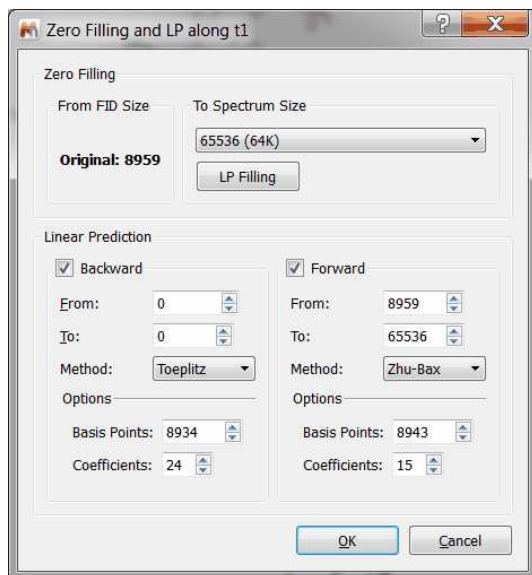 Zero Filling and LP along t1
Zero Filling
From FID Size To Spectrum Size
65536 (64K)
Original: 8959
LP Filling
Linear Prediction
Backward Forward
From: 0 From: 8959
To: 0 To: 65536
Method: Toeplitz Method: Zhu-Bax
Options Options
Basis Points: 8934 Basis Points: 8943
Coefficients: 24 Coefficients: 15
OK Cancel